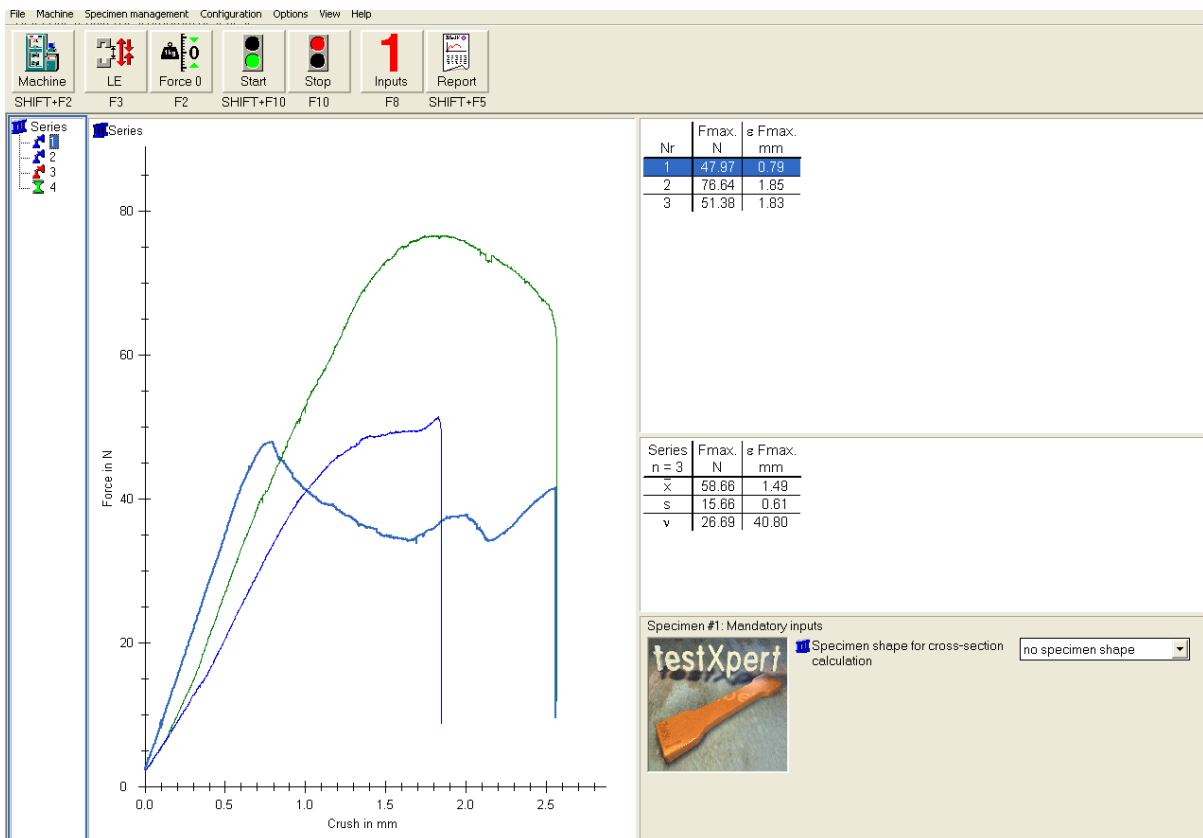 File Machine Specimen management Configuration Options View Help
Machine LE Force 0 Start Stop Inputs Report
SHIFT+F2 F3 F2 SHIFT+F10 F10 F8 SHIFT+F5
Series
1
2
3
4
Series
80
60
40
20
0
Force in N
0.0 0.5 1.0 1.5 2.0 2.5
Crush in mm
Fmax. ε Fmax.
Nr N mm
1 47.97 0.79
2 76.64 1.85
3 51.38 1.83
Series Fmax. ε Fmax.
n = 3 N mm
x̄ 58.66 1.49
s 15.66 0.61
ν 26.69 40.80
Specimen #1: Mandatory inputs
testXpert
Specimen shape for cross-section
calculation
no specimen shape